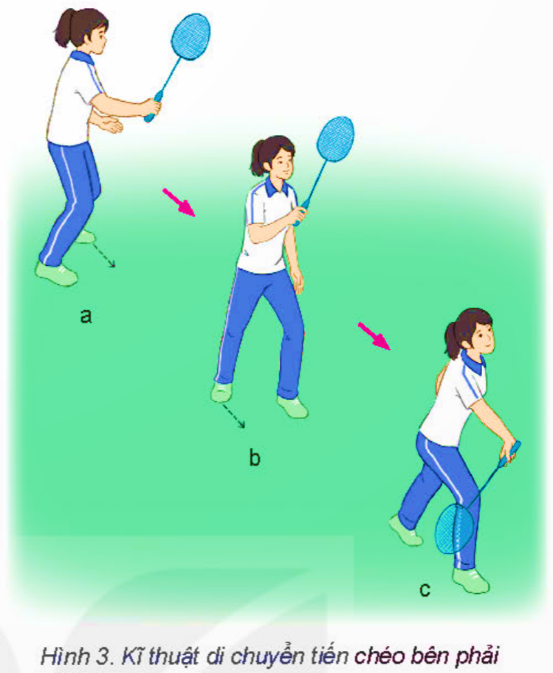 a
b
c
Hình 3. Kĩ thuật di chuyển tiến chéo bên phải